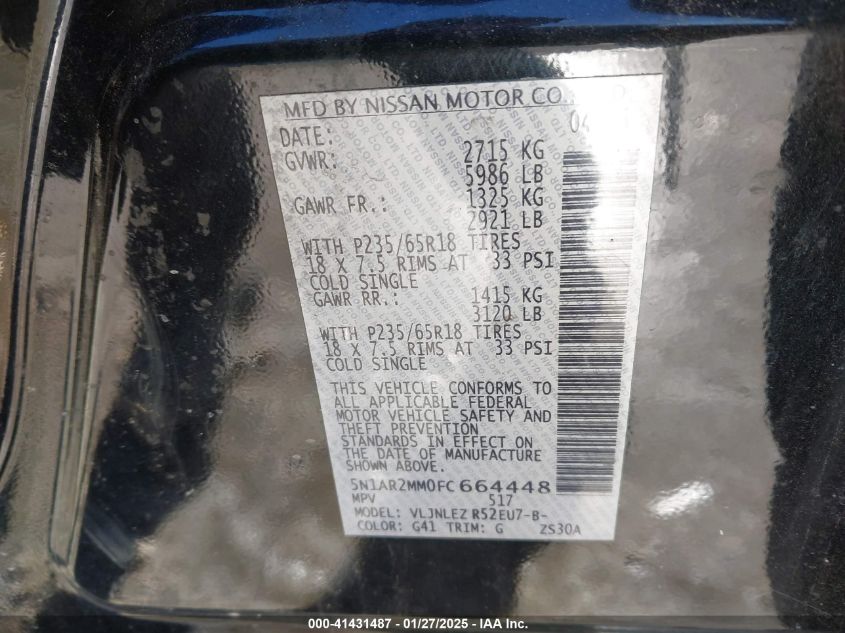 MFD BY NISSAN MOTOR CO.,
DATE: 04
GVWR: 2715 KG
5986 LB
GAWR FR.: 1325 KG
2921 LB
WITH P235/65R18 TIRES
18 X 7.5 RIMS AT 33 PSI
COLD SINGLE
GAWR RR.: 1415 KG
3120 LB
WITH P235/65R18 TIRES
18 X 7.5 RIMS AT 33 PSI
COLD SINGLE
THIS VEHICLE CONFORMS TO
ALL APPLICABLE FEDERAL
MOTOR VEHICLE SAFETY AND
THEFT PREVENTION
STANDARDS IN EFFECT ON
THE DATE OF MANUFACTURE
SHOWN ABOVE.
5N1AR2MM0FC664448
MPV 517
MODEL: VLJNLEZ R52EU7-B-
COLOR: G41 TRIM: G ZS30A
000-41431487 - 01/27/2025 - IAA Inc.